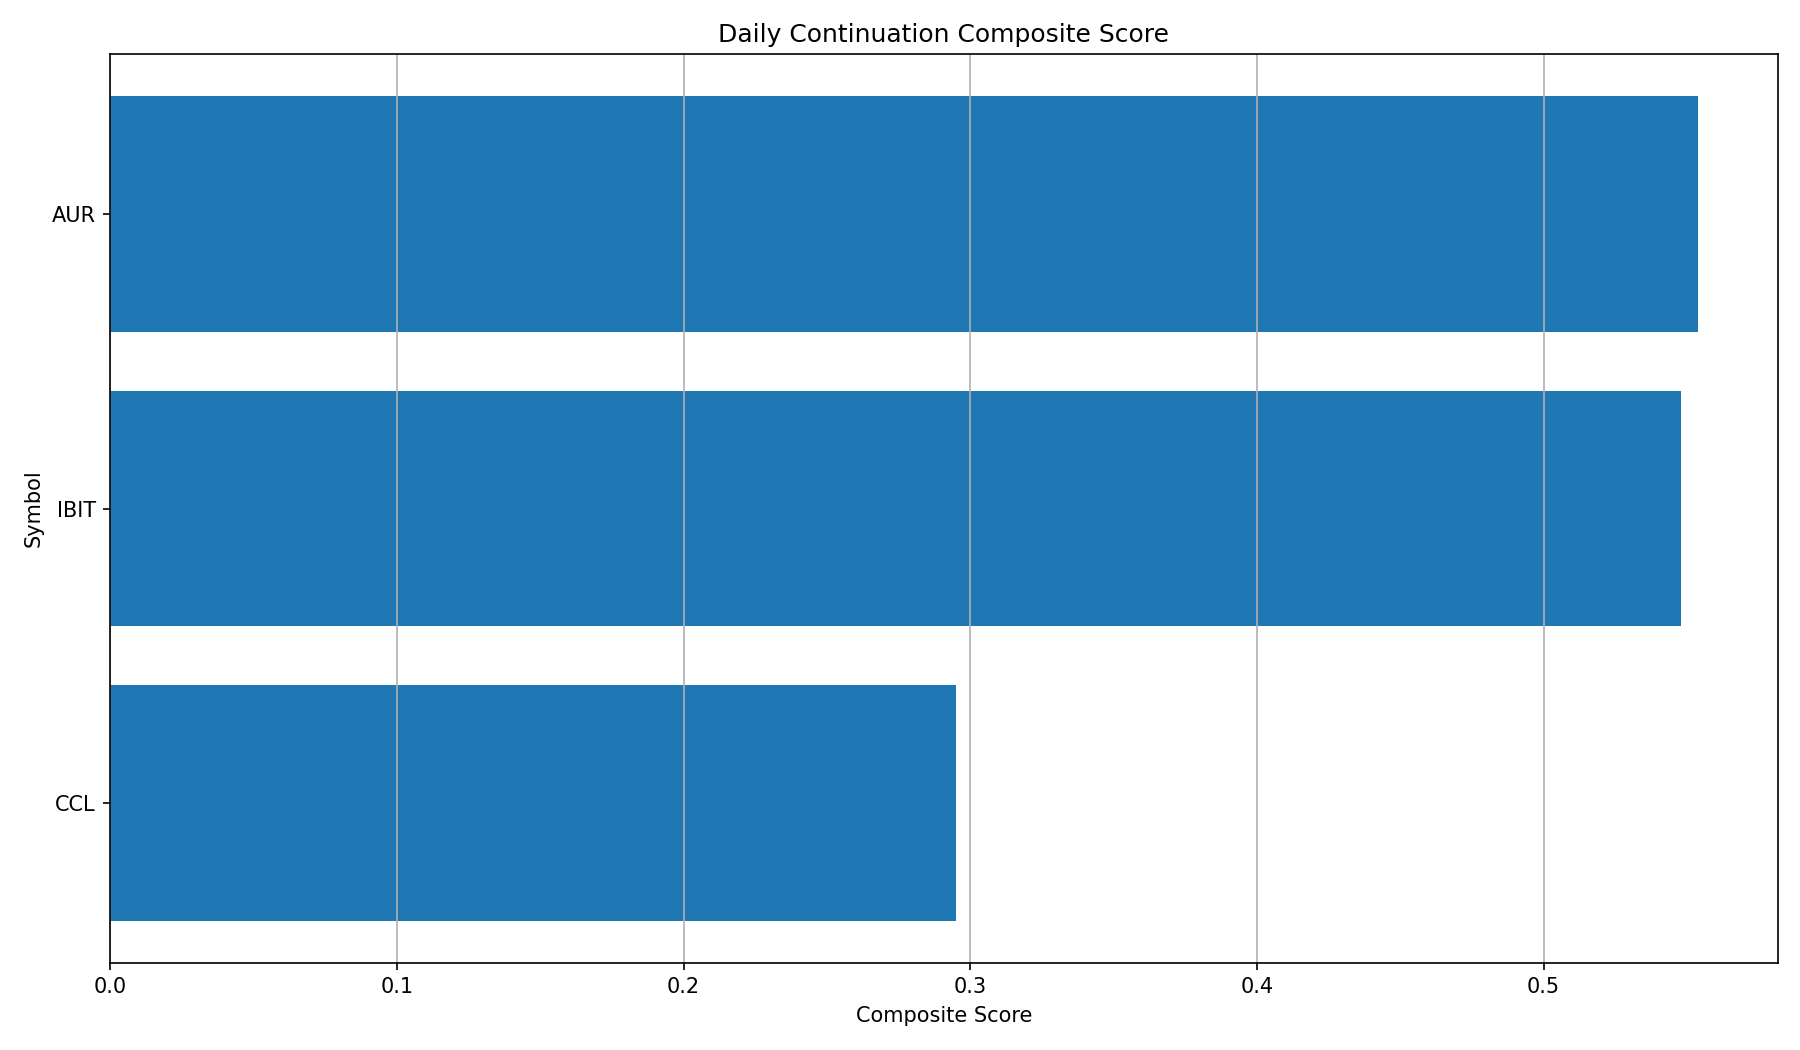 Daily Continuation Composite Score
Symbol
AUR
IBIT
CCL
0.0 0.1 0.2 0.3 0.4 0.5
Composite Score